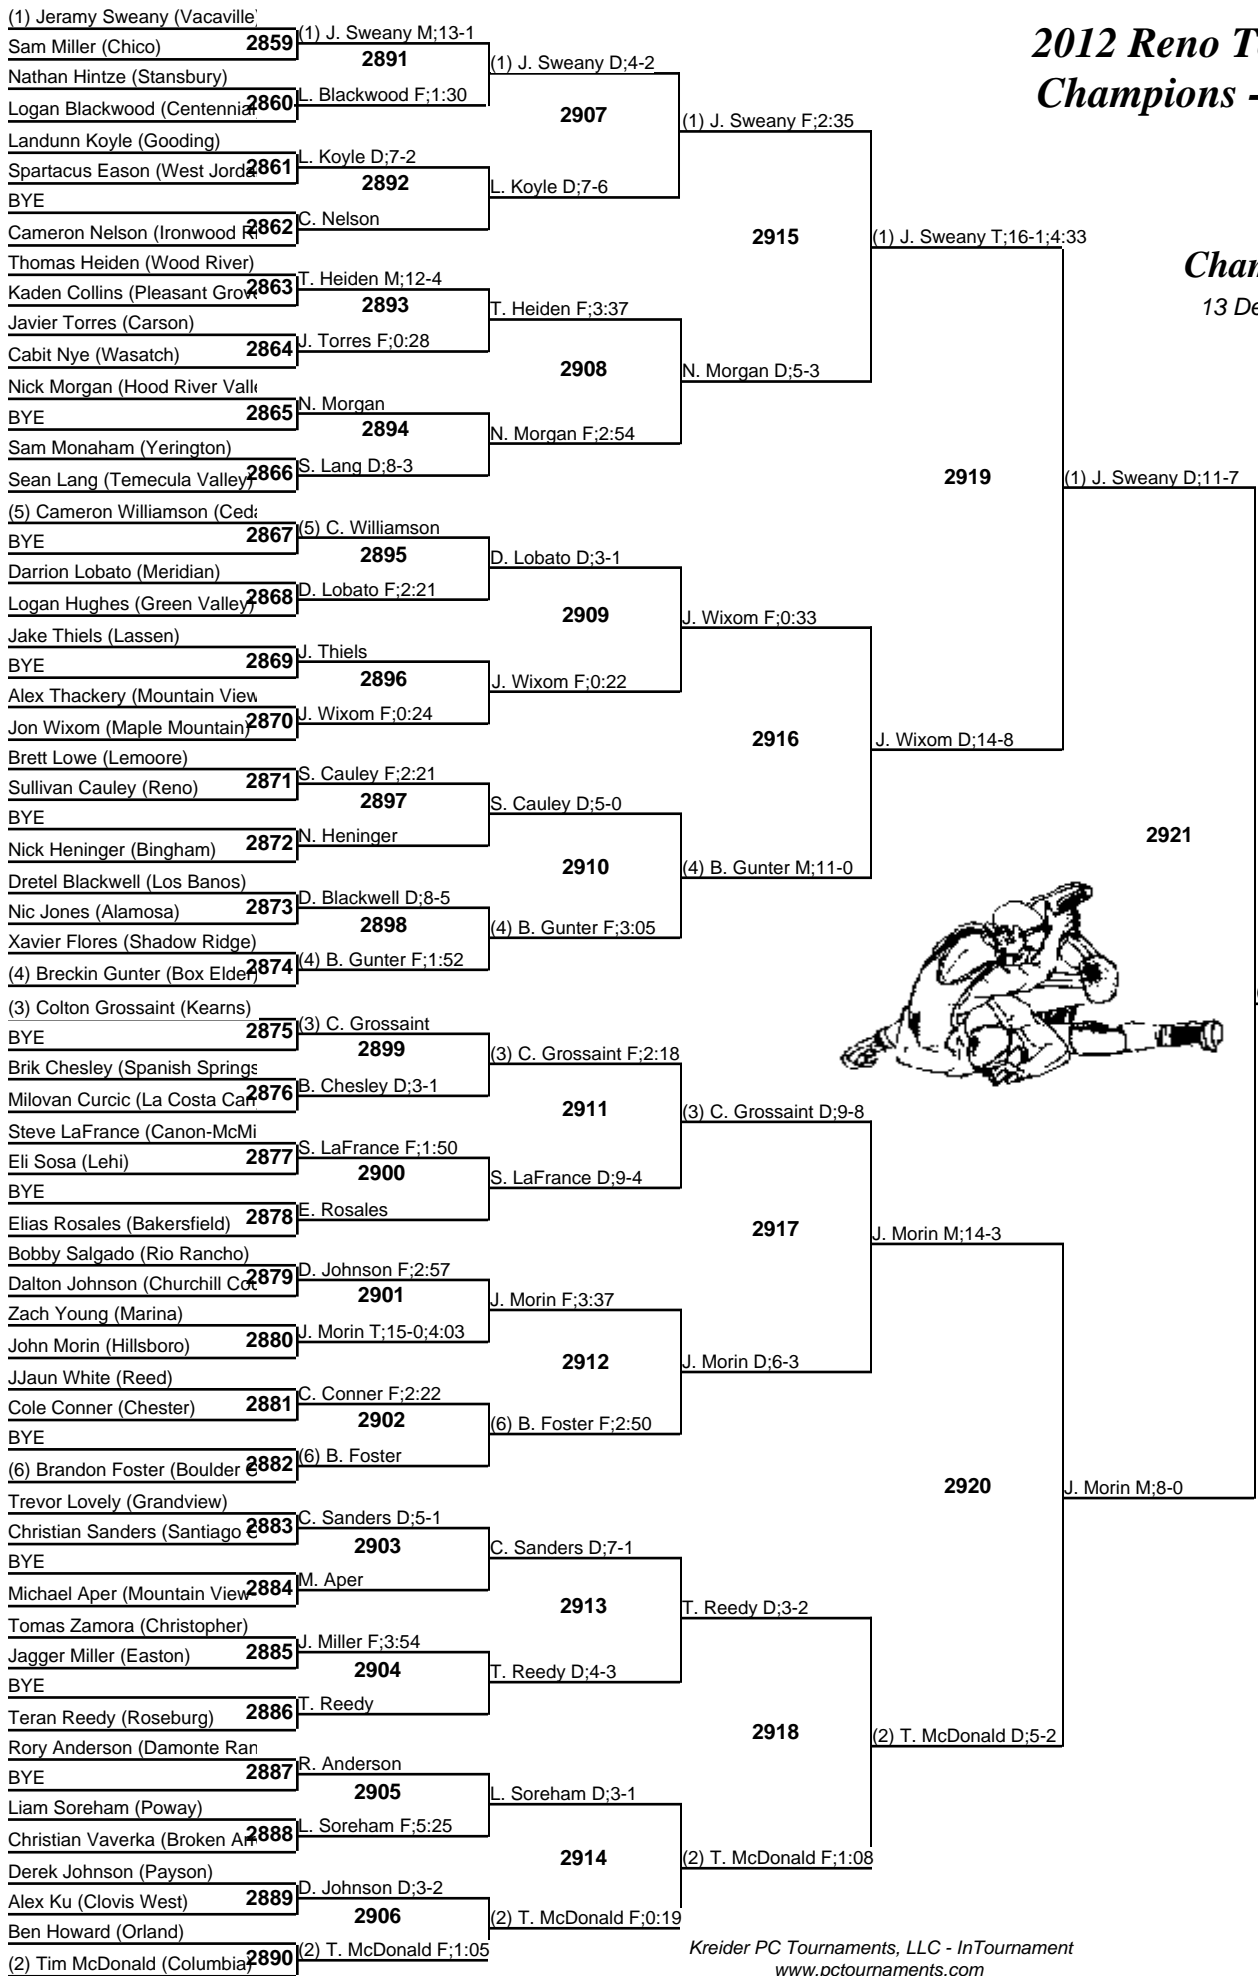 (1) Jeramy Sweany (Vacaville)
Sam Miller (Chico)
2859
Nathan Hintze (Stansbury)
Logan Blackwood (Centennial
2860
Landunn Koyle (Gooding)
Spartacus Eason (West Jorda
2861
BYE
Cameron Nelson (Ironwood Ri
2862
Thomas Heiden (Wood River)
Kaden Collins (Pleasant Grove
2863
Javier Torres (Carson)
Cabit Nye (Wasatch)
2864
Nick Morgan (Hood River Valle
BYE
2865
Sam Monaham (Yerington)
Sean Lang (Temecula Valley)
2866
(5) Cameron Williamson (Ceda
BYE
2867
Darrion Lobato (Meridian)
Logan Hughes (Green Valley)
2868
Jake Thiels (Lassen)
BYE
2869
Alex Thackery (Mountain View
Jon Wixom (Maple Mountain)
2870
Brett Lowe (Lemoore)
Sullivan Cauley (Reno)
2871
BYE
Nick Heninger (Bingham)
2872
Dretel Blackwell (Los Banos)
Nic Jones (Alamosa)
2873
Xavier Flores (Shadow Ridge)
(4) Breckin Gunter (Box Elder)
2874
(3) Colton Grossaint (Kearns)
BYE
2875
Brik Chesley (Spanish Springs
Milovan Curcic (La Costa Can
2876
Steve LaFrance (Canon-McMi
Eli Sosa (Lehi)
2877
BYE
Elias Rosales (Bakersfield)
2878
Bobby Salgado (Rio Rancho)
Dalton Johnson (Churchill Cou
2879
Zach Young (Marina)
John Morin (Hillsboro)
2880
JJaun White (Reed)
Cole Conner (Chester)
2881
BYE
(6) Brandon Foster (Boulder C
2882
Trevor Lovely (Grandview)
Christian Sanders (Santiago C
2883
BYE
Michael Aper (Mountain View
2884
Tomas Zamora (Christopher)
Jagger Miller (Easton)
2885
BYE
Teran Reedy (Roseburg)
2886
Rory Anderson (Damonte Ran
BYE
2887
Liam Soreham (Poway)
Christian Vaverka (Broken Arr
2888
Derek Johnson (Payson)
Alex Ku (Clovis West)
2889
Ben Howard (Orland)
(2) Tim McDonald (Columbia)
2890
(1) J. Sweany M;13-1
2891
L. Blackwood F;1:30
L. Koyle D;7-2
2892
C. Nelson
T. Heiden M;12-4
2893
J. Torres F;0:28
N. Morgan
2894
S. Lang D;8-3
(5) C. Williamson
2895
D. Lobato F;2:21
J. Thiels
2896
J. Wixom F;0:24
S. Cauley F;2:21
2897
N. Heninger
D. Blackwell D;8-5
2898
(4) B. Gunter F;1:52
(3) C. Grossaint
2899
B. Chesley D;3-1
S. LaFrance F;1:50
2900
E. Rosales
D. Johnson F;2:57
2901
J. Morin T;15-0;4:03
C. Conner F;2:22
2902
(6) B. Foster
C. Sanders D;5-1
2903
M. Aper
J. Miller F;3:54
2904
T. Reedy
R. Anderson
2905
L. Soreham F;5:25
D. Johnson D;3-2
2906
(2) T. McDonald F;1:05
(1) J. Sweany D;4-2
2907
L. Koyle D;7-6
T. Heiden F;3:37
2908
N. Morgan F;2:54
D. Lobato D;3-1
2909
J. Wixom F;0:22
S. Cauley D;5-0
2910
(4) B. Gunter F;3:05
(3) C. Grossaint F;2:18
2911
S. LaFrance D;9-4
J. Morin F;3:37
2912
(6) B. Foster F;2:50
C. Sanders D;7-1
2913
T. Reedy D;4-3
L. Soreham D;3-1
2914
(2) T. McDonald F;0:19
(1) J. Sweany F;2:35
2915
N. Morgan D;5-3
J. Wixom F;0:33
2916
(4) B. Gunter M;11-0
(3) C. Grossaint D;9-8
2917
J. Morin D;6-3
T. Reedy D;3-2
2918
(2) T. McDonald F;1:08
(1) J. Sweany T;16-1;4:33
2919
J. Wixom D;14-8
J. Morin M;14-3
2920
(2) T. McDonald D;5-2
(1) J. Sweany D;11-7
2921
J. Morin M;8-0
2012 Reno T
Champions -
Cham
13 De
Kreider PC Tournaments, LLC - InTournament
www.pctournaments.com